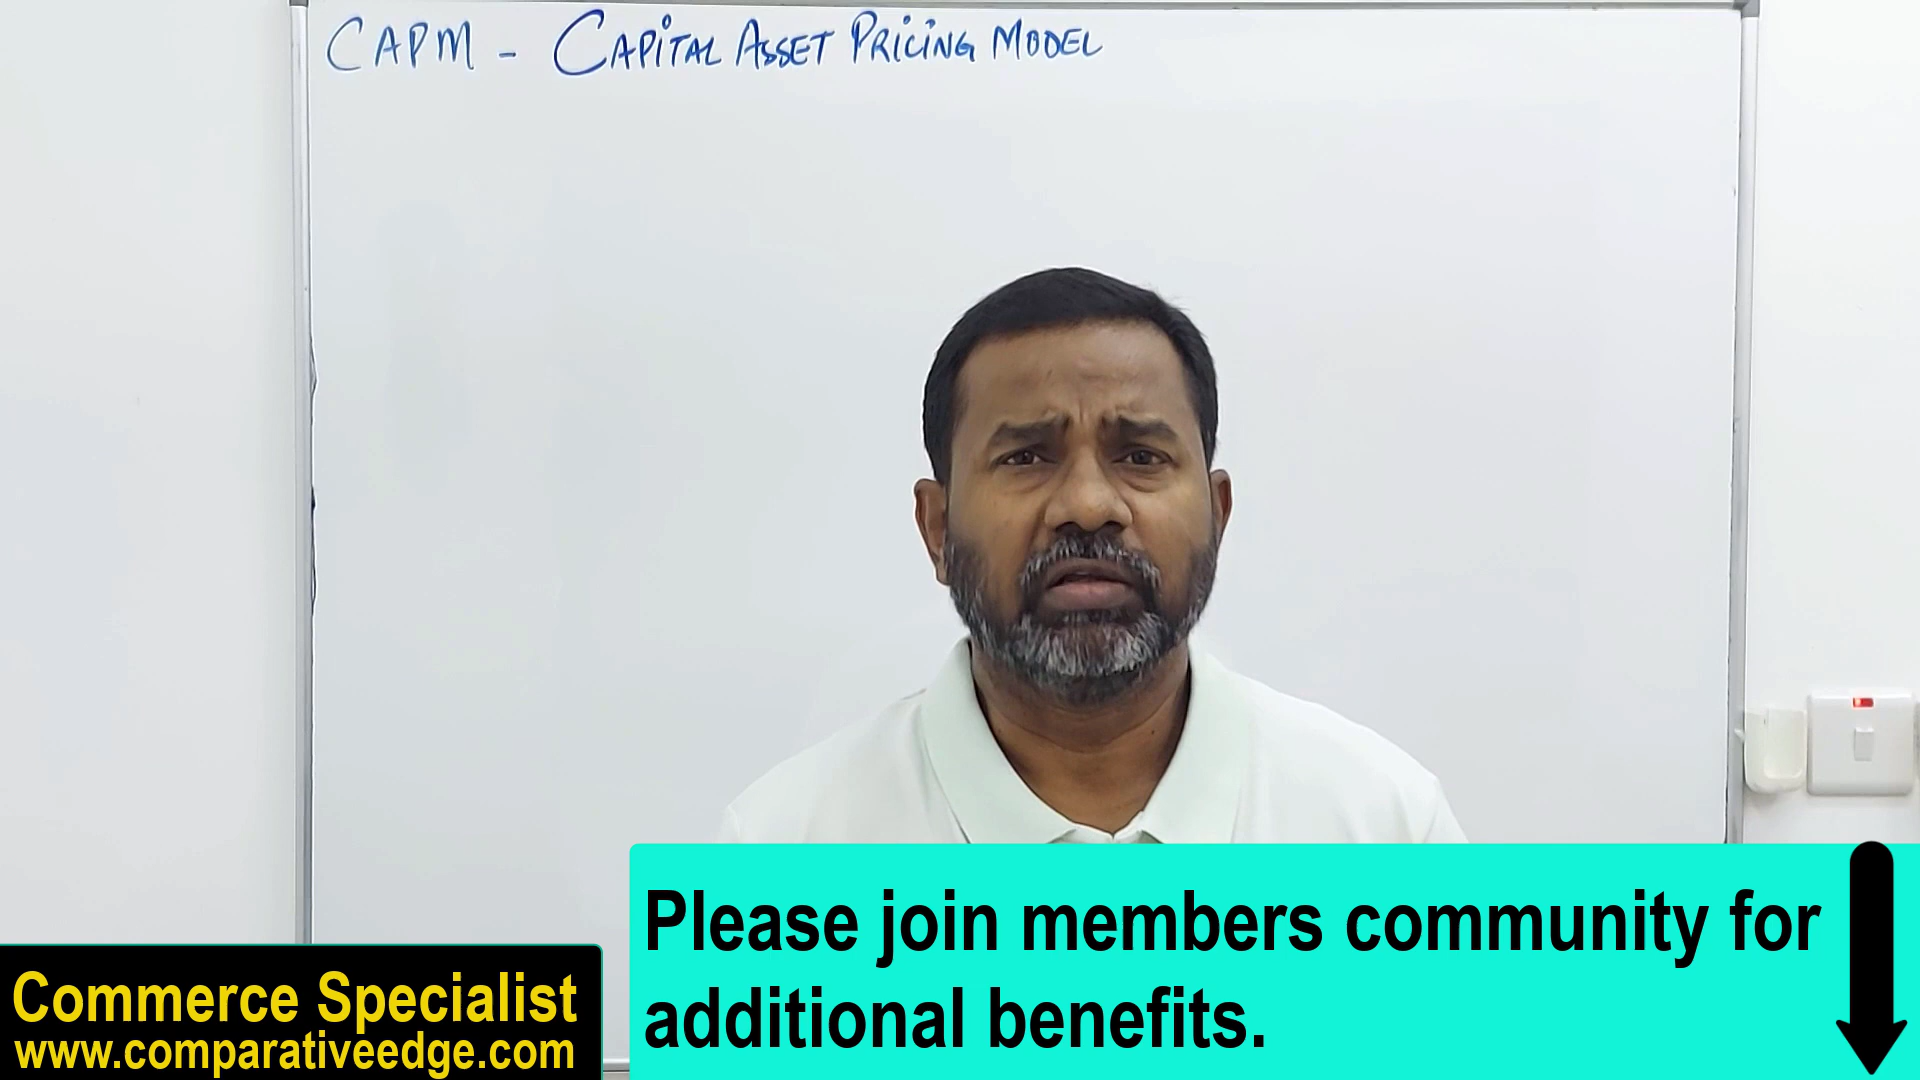 CAPM - CAPITAL ASSET PRICING MODEL
Please join members community for
additional benefits.
Commerce Specialist
www.comparativeedge.com